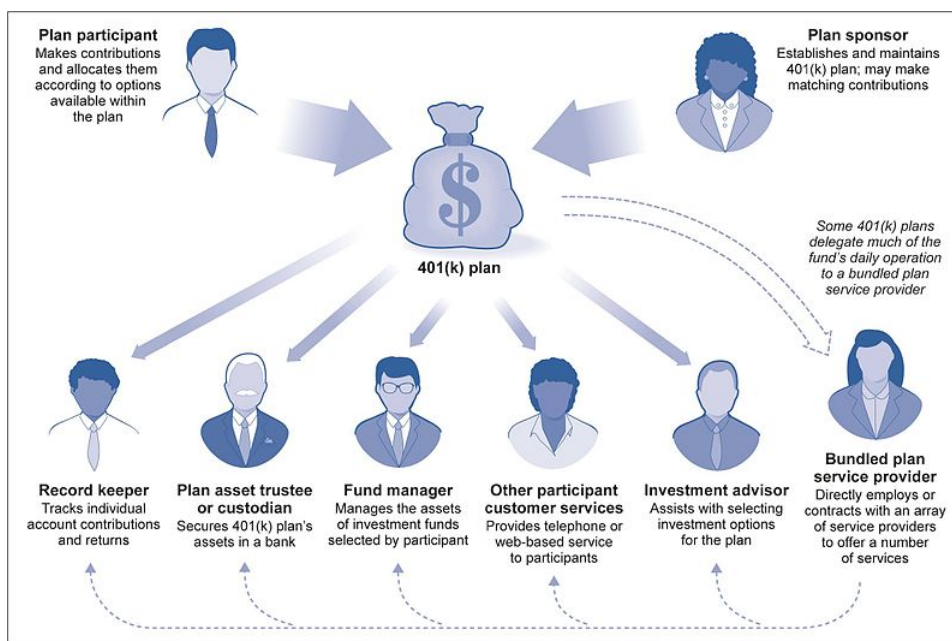 Plan participant
Makes contributions
and allocates them
according to options
available within
the plan
Plan sponsor
Establishes and maintains
401(k) plan; may make
matching contributions
$
401(k) plan
Some 401(k) plans
delegate much of the
fund's daily operation
to a bundled plan
service provider
Record keeper
Tracks individual
account contributions
and returns
Plan asset trustee
or custodian
Secures 401(k) plan's
assets in a bank
Fund manager
Manages the assets
of investment funds
selected by participant
Other participant
customer services
Provides telephone or
web-based service
to participants
Investment advisor
Assists with selecting
investment options
for the plan
Bundled plan
service provider
Directly employs or
contracts with an array
of service providers
to offer a number
of services